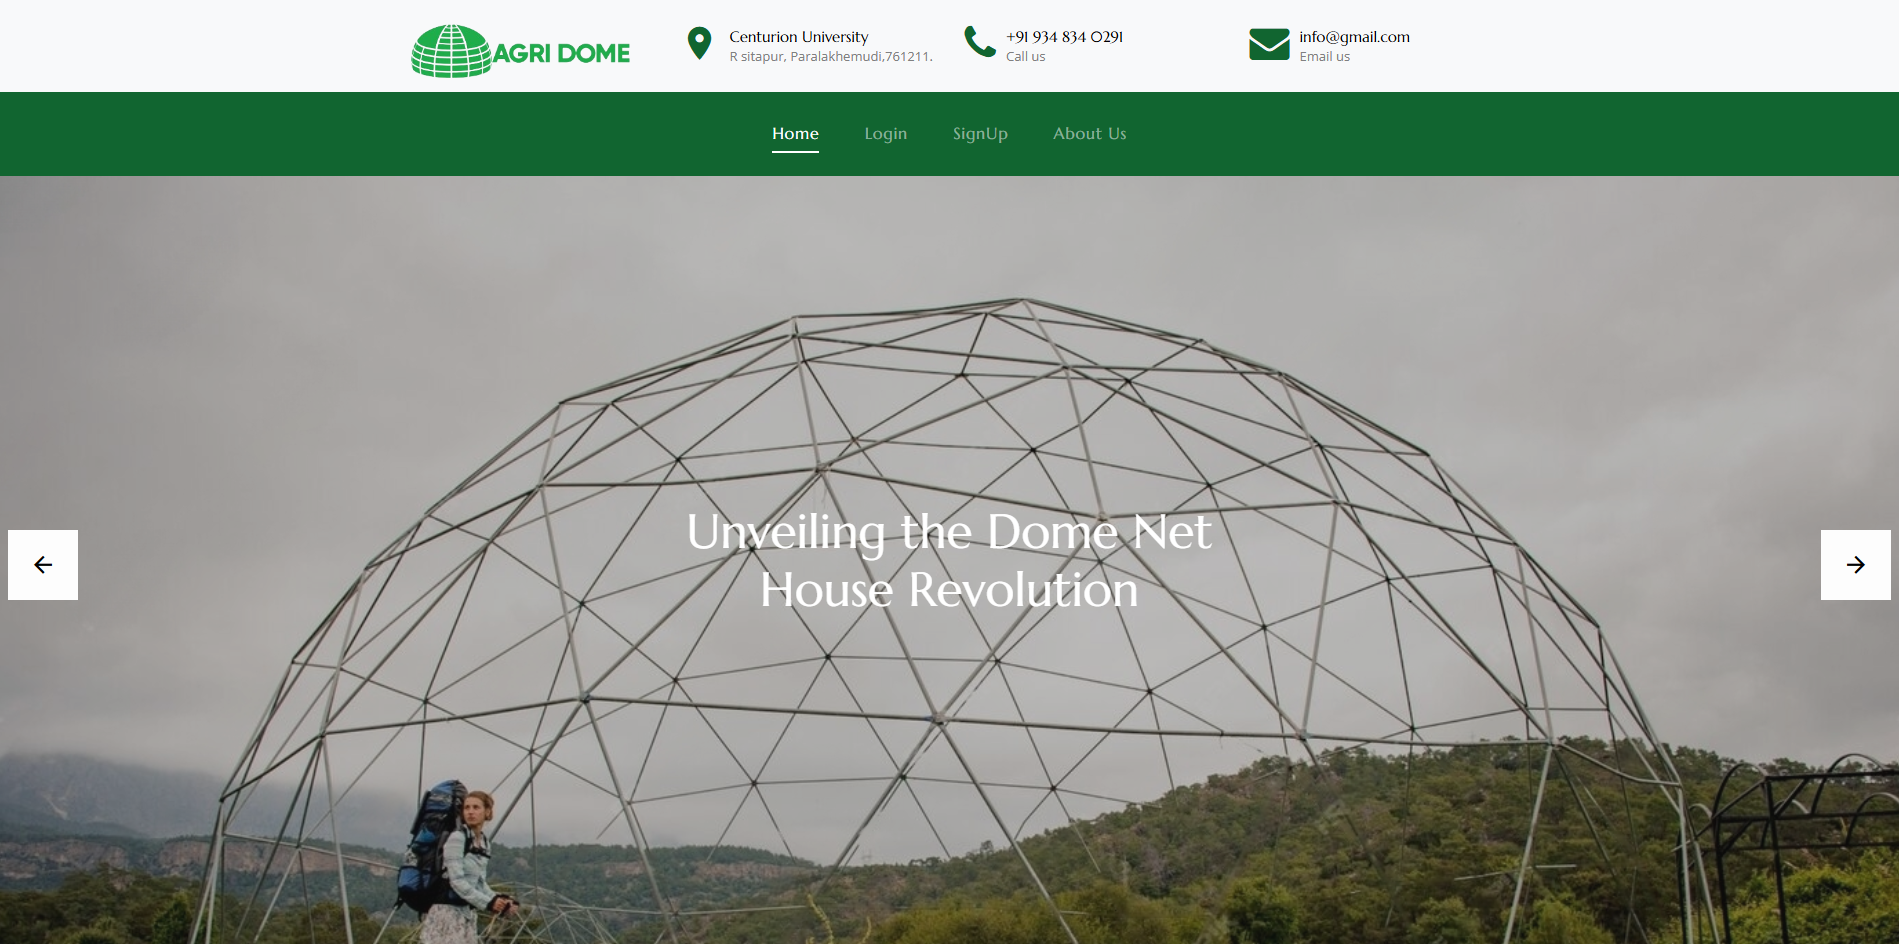 AGRI DOME
Centurion University
R sitapur, Paralakhemudi,761211.
+91 934 834 0291
Call us
info@gmail.com
Email us
Home
Login
SignUp
About Us
Unveiling the Dome Net
House Revolution